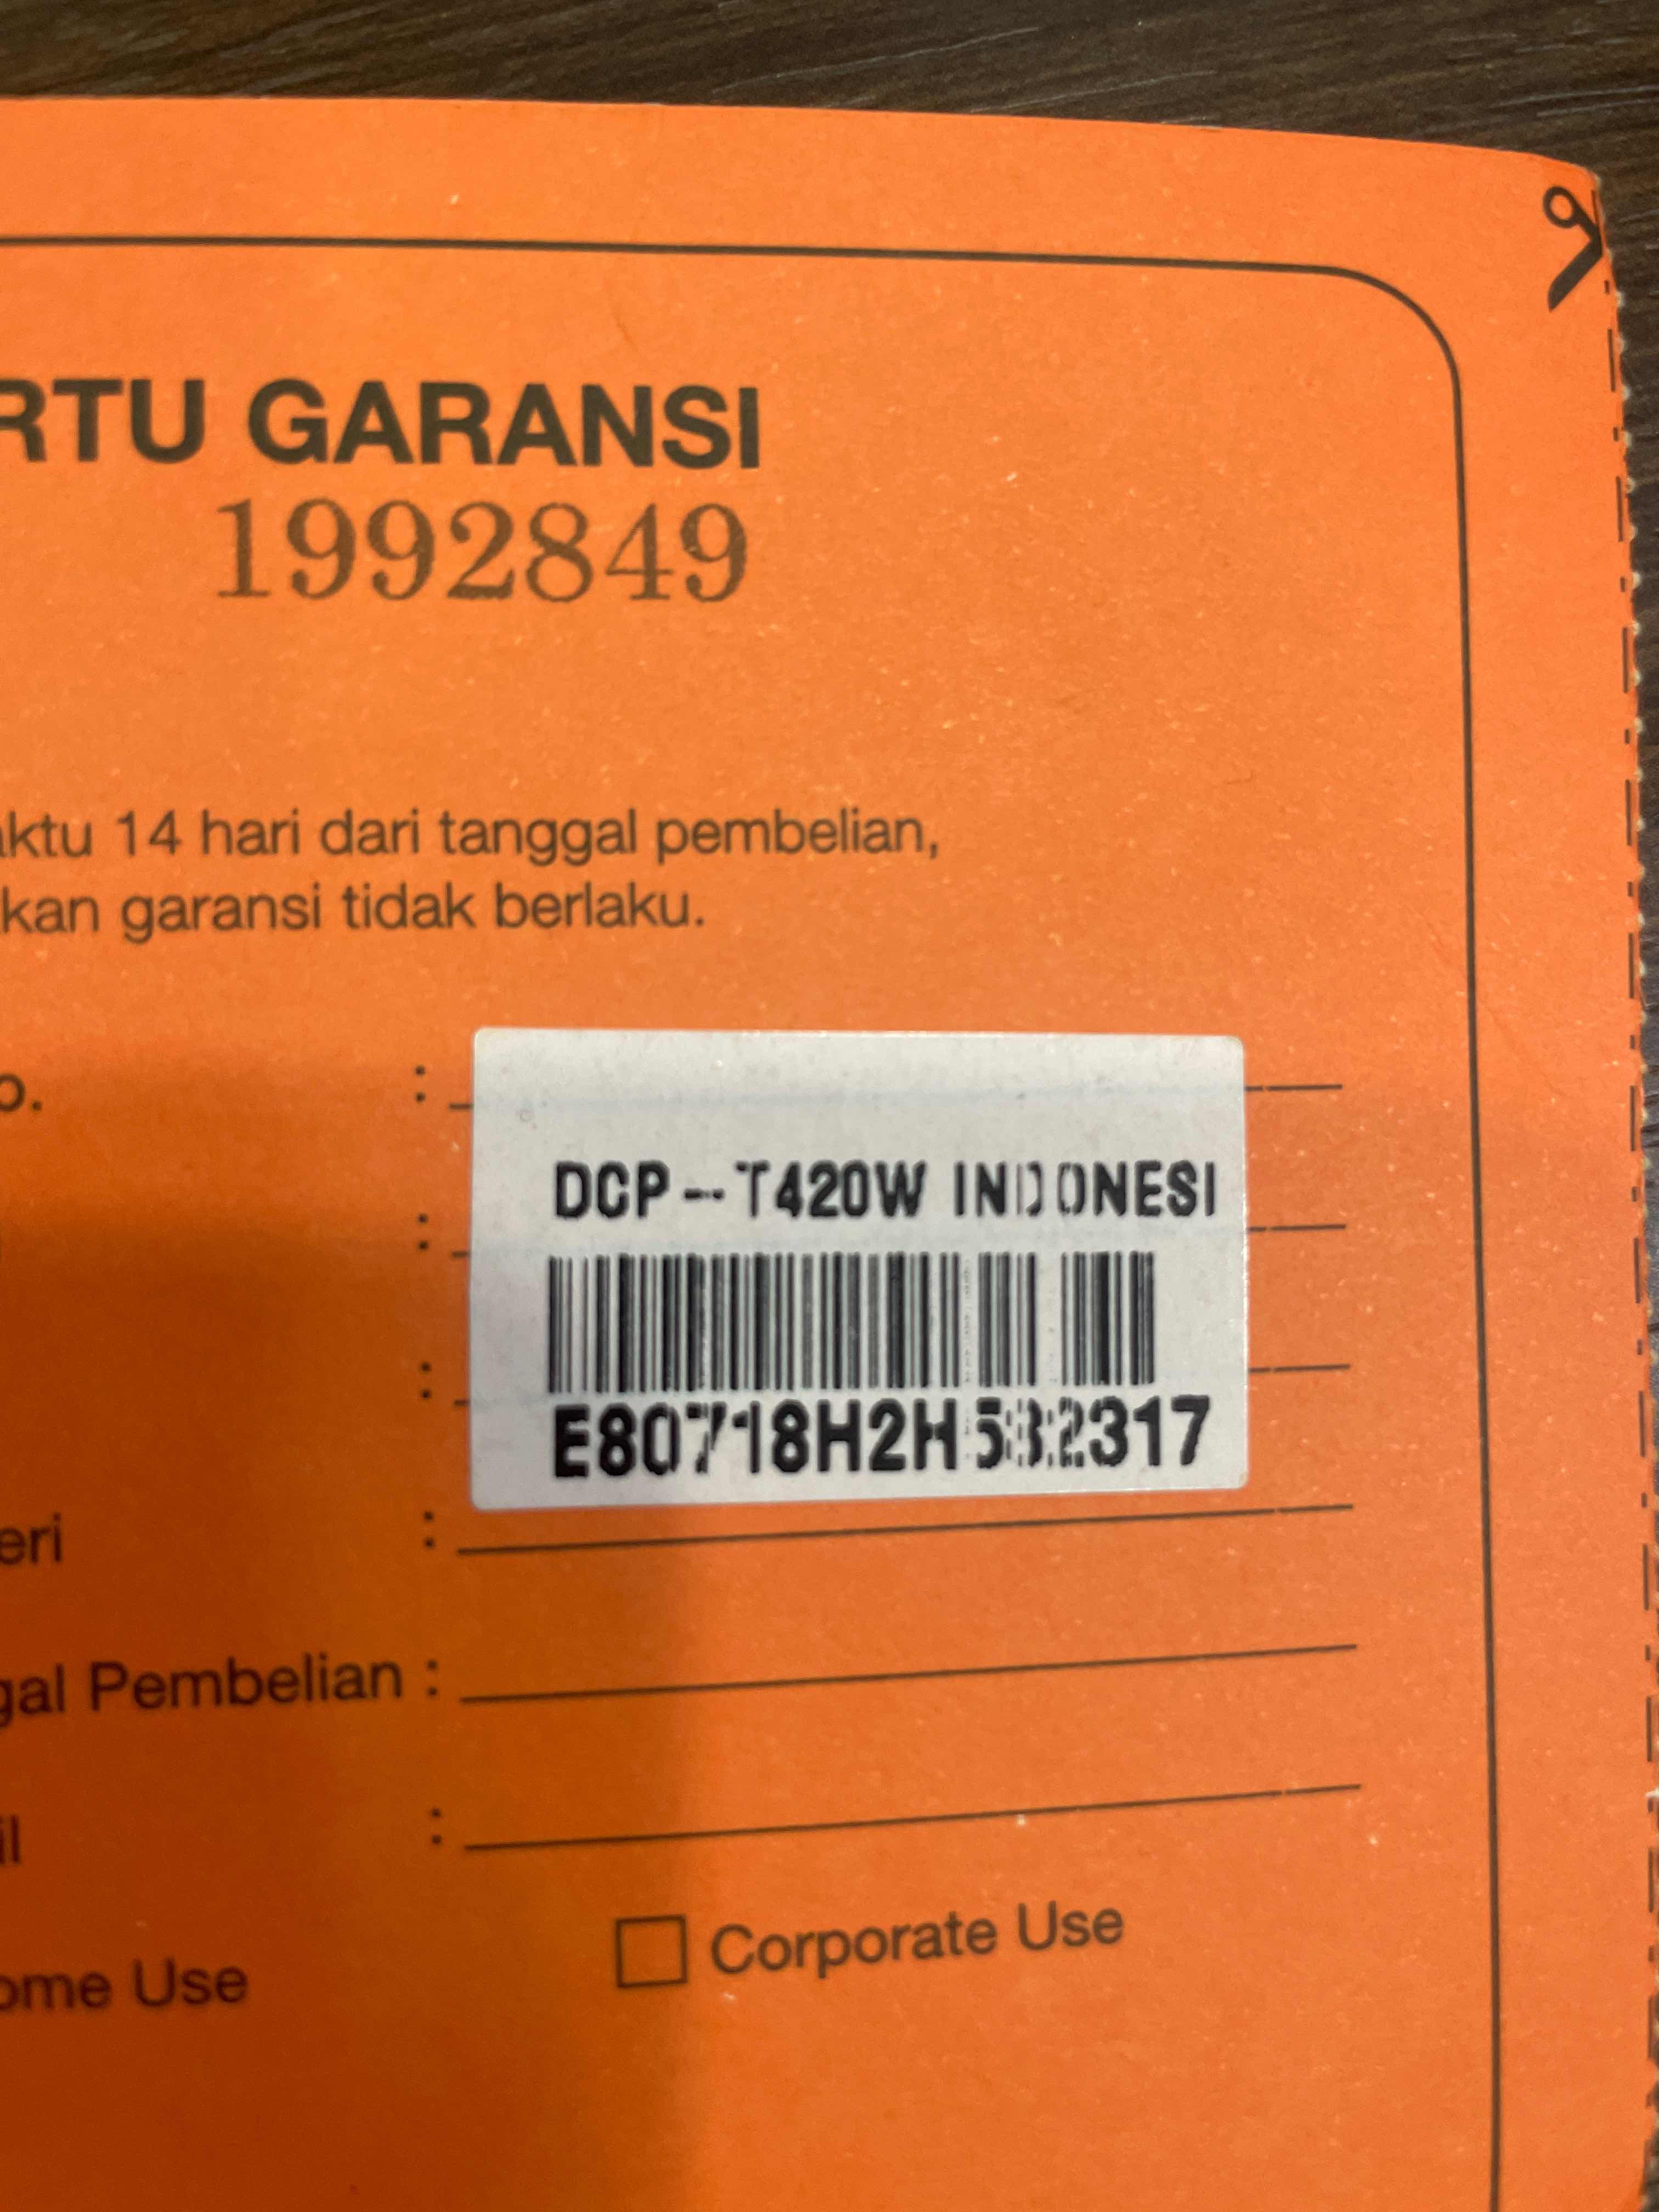 RTU GARANSI
1992849
aktu 14 hari dari tanggal pembelian,
kan garansi tidak berlaku.
o. :
DCP-T420W INDONESI
:
:
eri :
gal Pembelian :
il :
ome Use
Corporate Use